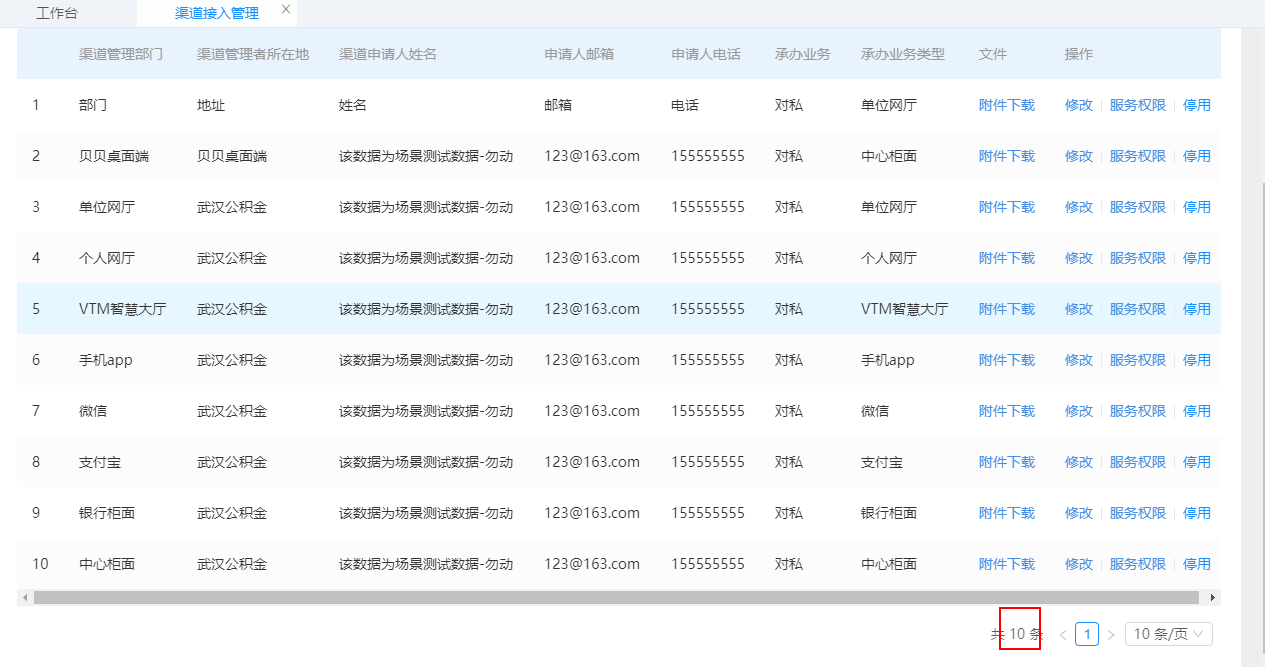 工作台 渠道接入管理
渠道管理部门 渠道管理者所在地 渠道申请人姓名 申请人邮箱 申请人电话 承办业务 承办业务类型 文件 操作
1 部门 地址 姓名 邮箱 电话 对私 单位网厅 附件下载 修改 服务权限 停用
2 贝贝桌面端 贝贝桌面端 该数据为场景测试数据-勿动 123@163.com 155555555 对私 中心柜面 附件下载 修改 服务权限 停用
3 单位网厅 武汉公积金 该数据为场景测试数据-勿动 123@163.com 155555555 对私 单位网厅 附件下载 修改 服务权限 停用
4 个人网厅 武汉公积金 该数据为场景测试数据-勿动 123@163.com 155555555 对私 个人网厅 附件下载 修改 服务权限 停用
5 VTM智慧大厅 武汉公积金 该数据为场景测试数据-勿动 123@163.com 155555555 对私 VTM智慧大厅 附件下载 修改 服务权限 停用
6 手机app 武汉公积金 该数据为场景测试数据-勿动 123@163.com 155555555 对私 手机app 附件下载 修改 服务权限 停用
7 微信 武汉公积金 该数据为场景测试数据-勿动 123@163.com 155555555 对私 微信 附件下载 修改 服务权限 停用
8 支付宝 武汉公积金 该数据为场景测试数据-勿动 123@163.com 155555555 对私 支付宝 附件下载 修改 服务权限 停用
9 银行柜面 武汉公积金 该数据为场景测试数据-勿动 123@163.com 155555555 对私 银行柜面 附件下载 修改 服务权限 停用
10 中心柜面 武汉公积金 该数据为场景测试数据-勿动 123@163.com 155555555 对私 中心柜面 附件下载 修改 服务权限 停用
共 10 条 < 1 > 10 条/页